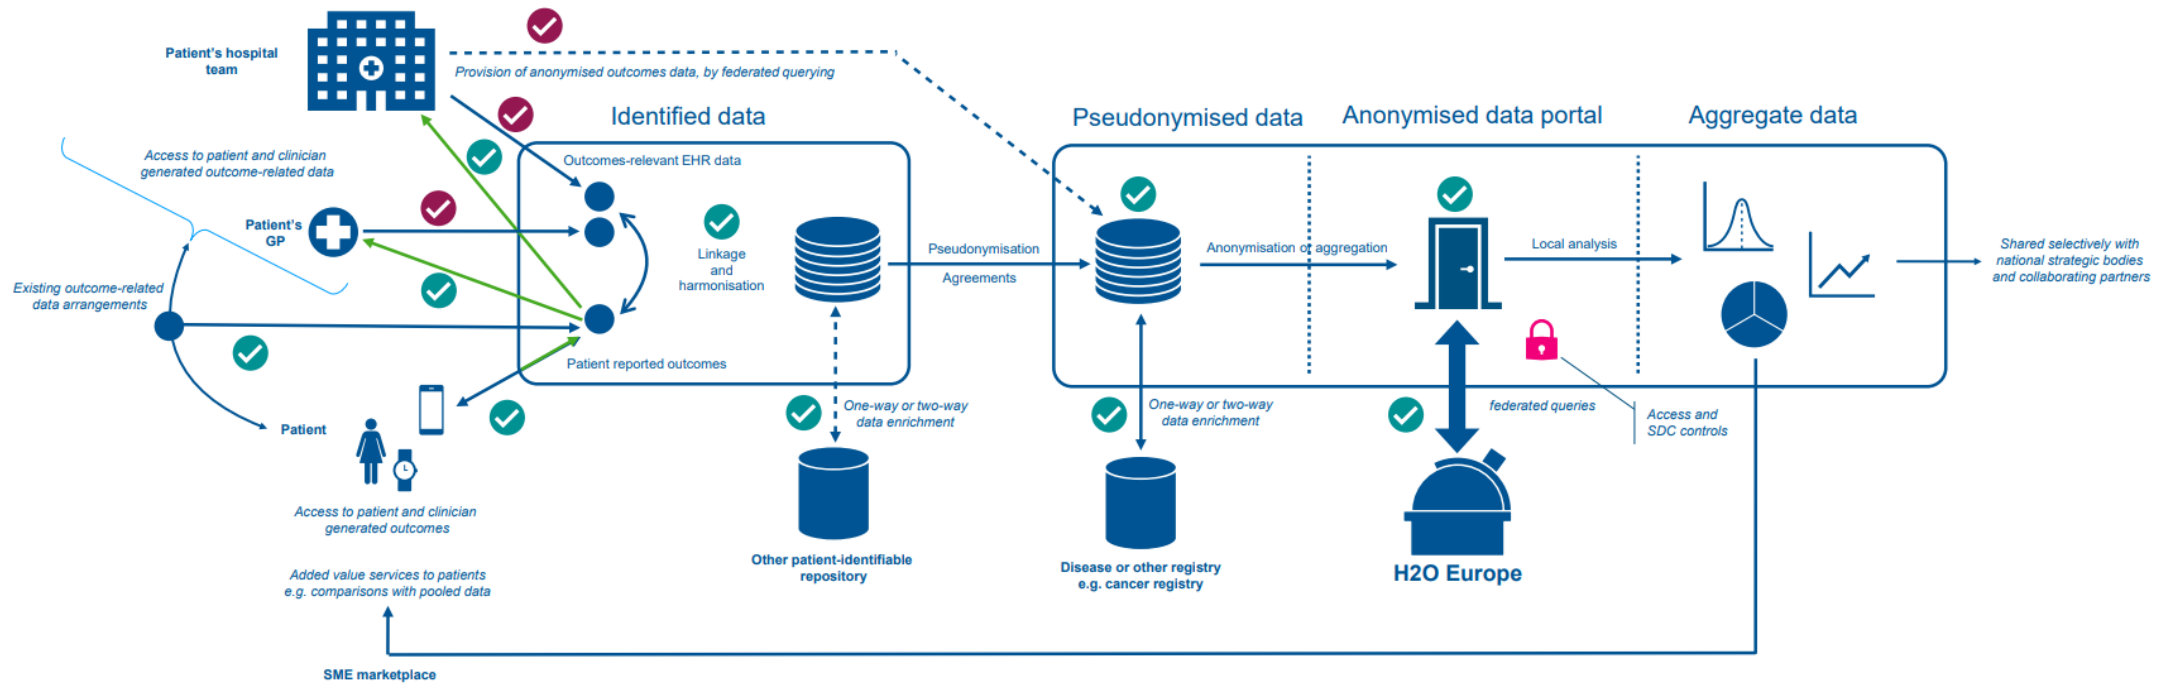 Patient's hospital
team
Provision of anonymised outcomes data, by federated querying
Identified data
Pseudonymised data
Anonymised data portal
Aggregate data
Access to patient and clinician
generated outcome-related data
Outcomes-relevant EHR data
Patient's
GP
Linkage
and
harmonisation
Pseudonymisation
Agreements
Anonymisation or aggregation
Local analysis
Shared selectively with
national strategic bodies
and collaborating partners
Existing outcome-related
data arrangements
Patient reported outcomes
One-way or two-way
data enrichment
One-way or two-way
data enrichment
federated queries
Access and
SDC controls
Patient
Access to patient and clinician
generated outcomes
Other patient-identifiable
repository
Disease or other registry
e.g. cancer registry
H2O Europe
Added value services to patients
e.g. comparisons with pooled data
SME marketplace